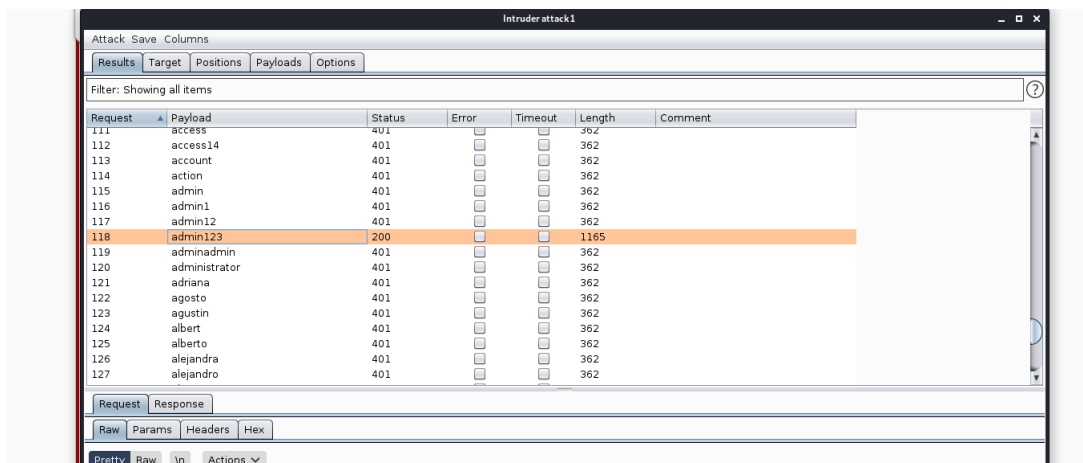 Intruder attack1
Attack Save Columns
Results Target Positions Payloads Options
Filter: Showing all items
?
Request Payload Status Error Timeout Length Comment
111 access 401 362
112 access14 401 362
113 account 401 362
114 action 401 362
115 admin 401 362
116 admin1 401 362
117 admin12 401 362
118 admin123 200 1165
119 adminadmin 401 362
120 administrator 401 362
121 adriana 401 362
122 agosto 401 362
123 agustin 401 362
124 albert 401 362
125 alberto 401 362
126 alejandra 401 362
127 alejandro 401 362
Request Response
Raw Params Headers Hex
Pretty Raw \n Actions